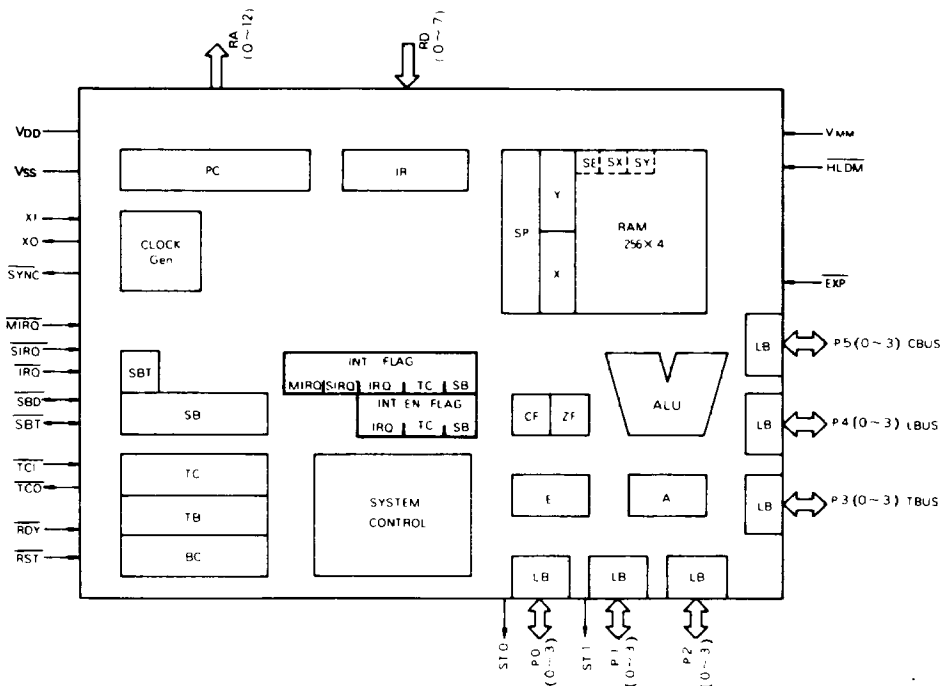 RA
(0~12)
RD
(0~7)
VDD
VSS
XI
XO
SYNC
MIRQ
SIRQ
IRQ
SBD
SBT
TCI
TCO
RDY
RST
PC
IR
CLOCK
Gen
SBT
SB
TC
TB
BC
INT FLAG
MIRQ SIRQ IRQ TC SB
INT EN FLAG
IRQ TC SB
SYSTEM
CONTROL
SP
Y
X
SE SX SY
RAM
256×4
CF ZF
ALU
E
A
LB
LB
LB
LB
LB
LB
VMM
HLDM
EXP
P5(0~3) CBUS
P4(0~3) LBUS
P3(0~3) TBUS
ST0
P0
(0~3)
ST1
P1
(0~3)
P2
(0~3)